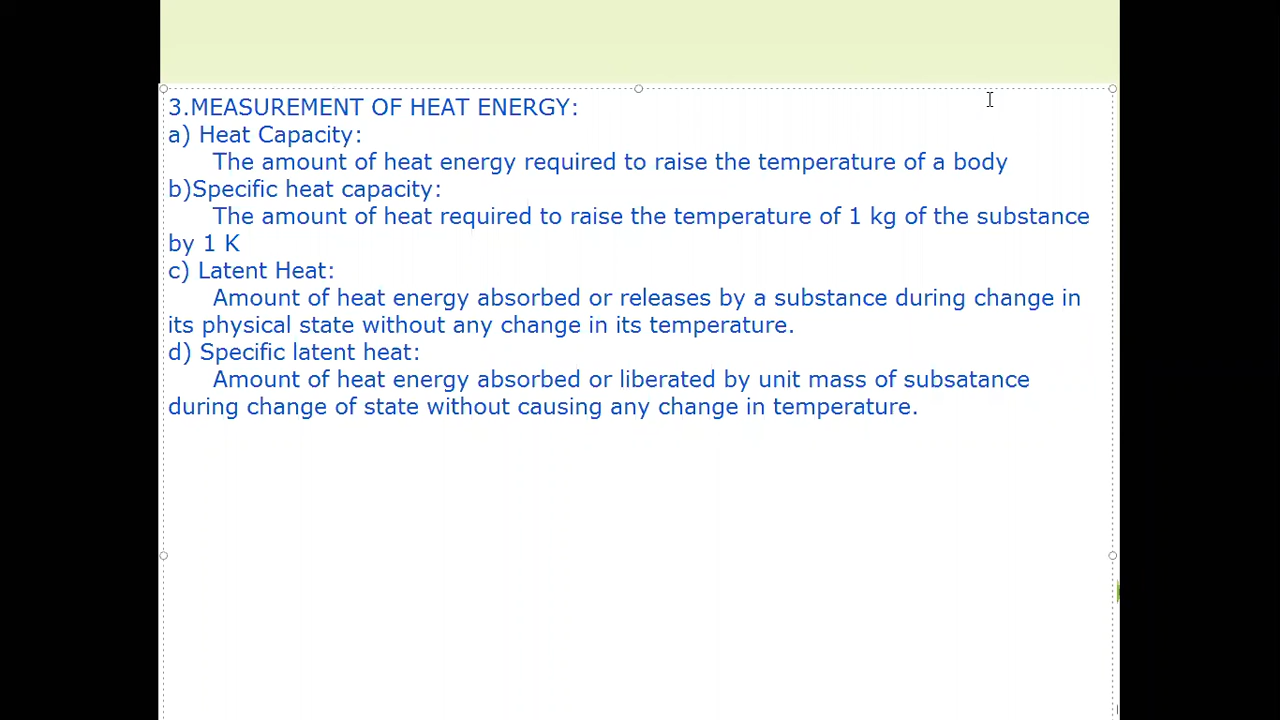 3.MEASUREMENT OF HEAT ENERGY:
a) Heat Capacity:
The amount of heat energy required to raise the temperature of a body
b)Specific heat capacity:
The amount of heat required to raise the temperature of 1 kg of the substance
by 1 K
c) Latent Heat:
Amount of heat energy absorbed or releases by a substance during change in
its physical state without any change in its temperature.
d) Specific latent heat:
Amount of heat energy absorbed or liberated by unit mass of subsatance
during change of state without causing any change in temperature.